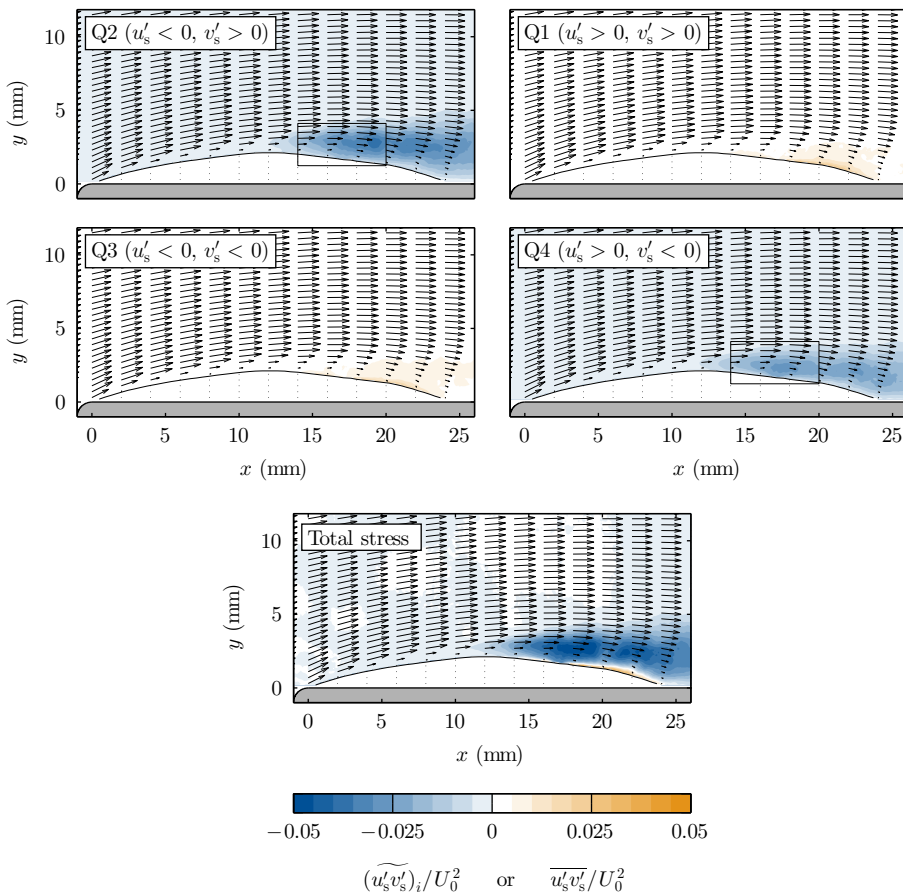 Q2 (u′ₛ < 0, v′ₛ > 0)
Q1 (u′ₛ > 0, v′ₛ > 0)
10
5
0
y (mm)
Q3 (u′ₛ < 0, v′ₛ < 0)
Q4 (u′ₛ > 0, v′ₛ < 0)
10
5
0
y (mm)
0 5 10 15 20 25
0 5 10 15 20 25
x (mm)
x (mm)
Total stress
10
5
0
y (mm)
0 5 10 15 20 25
x (mm)
−0.05 −0.025 0 0.025 0.05
(u′ₛv′ₛ)~ᵢ/U₀² or u′ₛv′ₛ‾/U₀²